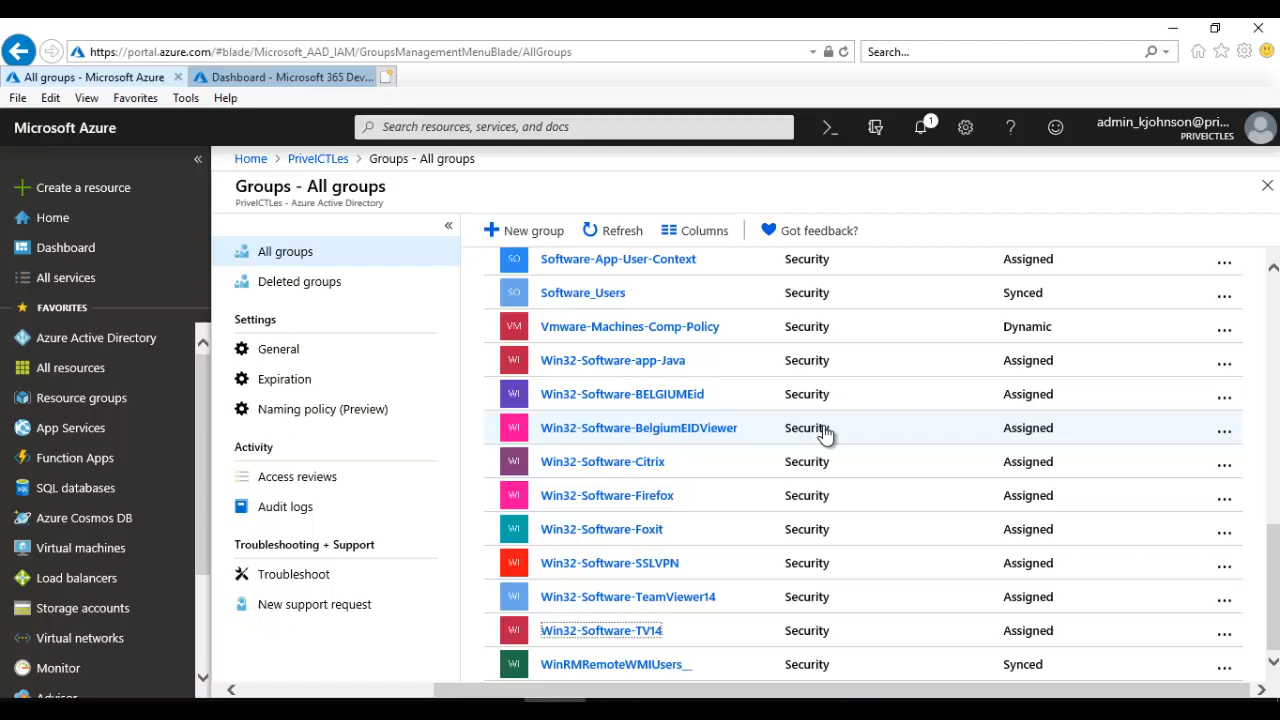 https://portal.azure.com/#blade/Microsoft_AAD_IAM/GroupsManagementMenuBlade/AllGroups
Search...
All groups - Microsoft Azure
Dashboard - Microsoft 365 Dev...
File Edit View Favorites Tools Help
Microsoft Azure
Search resources, services, and docs
1
admin_kjohnson@pri...
PRIVEICTLES
Create a resource
Home
Dashboard
All services
FAVORITES
Azure Active Directory
All resources
Resource groups
App Services
Function Apps
SQL databases
Azure Cosmos DB
Virtual machines
Load balancers
Storage accounts
Virtual networks
Monitor
Advisor
Home > PriveICTLes > Groups - All groups
Groups - All groups
PriveICTLes - Azure Active Directory
All groups
Deleted groups
Settings
General
Expiration
Naming policy (Preview)
Activity
Access reviews
Audit logs
Troubleshooting + Support
Troubleshoot
New support request
New group Refresh Columns Got feedback?
SO Software-App-User-Context Security Assigned ...
SO Software_Users Security Synced ...
VM Vmware-Machines-Comp-Policy Security Dynamic ...
WI Win32-Software-app-Java Security Assigned ...
WI Win32-Software-BELGIUMEid Security Assigned ...
WI Win32-Software-BelgiumEIDViewer Security Assigned ...
WI Win32-Software-Citrix Security Assigned ...
WI Win32-Software-Firefox Security Assigned ...
WI Win32-Software-Foxit Security Assigned ...
WI Win32-Software-SSLVPN Security Assigned ...
WI Win32-Software-TeamViewer14 Security Assigned ...
WI Win32-Software-TV14 Security Assigned ...
WI WinRMRemoteWMIUsers__ Security Synced ...